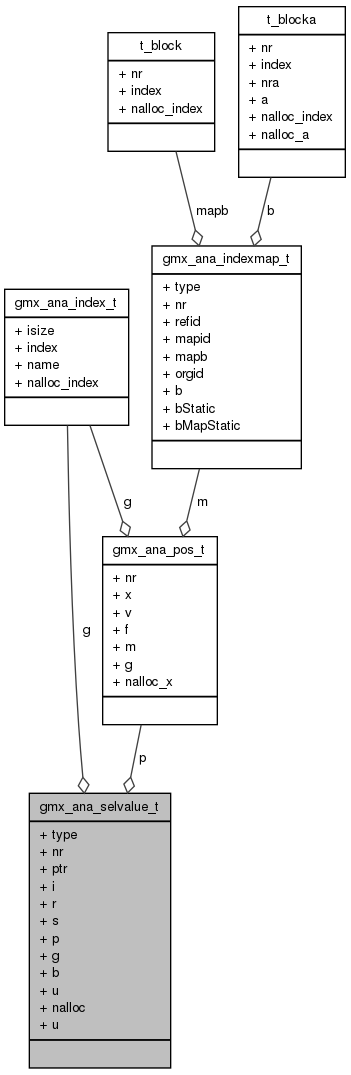 t_blocka
+ nr
+ index
+ nra
+ a
+ nalloc_index
+ nalloc_a
t_block
+ nr
+ index
+ nalloc_index
mapb
b
gmx_ana_indexmap_t
+ type
+ nr
+ refid
+ mapid
+ mapb
+ orgid
+ b
+ bStatic
+ bMapStatic
gmx_ana_index_t
+ isize
+ index
+ name
+ nalloc_index
g
m
gmx_ana_pos_t
+ nr
+ x
+ v
+ f
+ m
+ g
+ nalloc_x
g
p
gmx_ana_selvalue_t
+ type
+ nr
+ ptr
+ i
+ r
+ s
+ p
+ g
+ b
+ u
+ nalloc
+ u